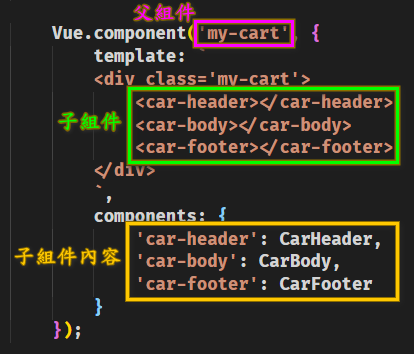 父組件
Vue.component('my-cart', {
template: `
<div class='my-cart'>
<car-header></car-header>
子組件
<car-body></car-body>
<car-footer></car-footer>
</div>
`,
components: {
'car-header': CarHeader,
子組件內容
'car-body': CarBody,
'car-footer': CarFooter
}
});